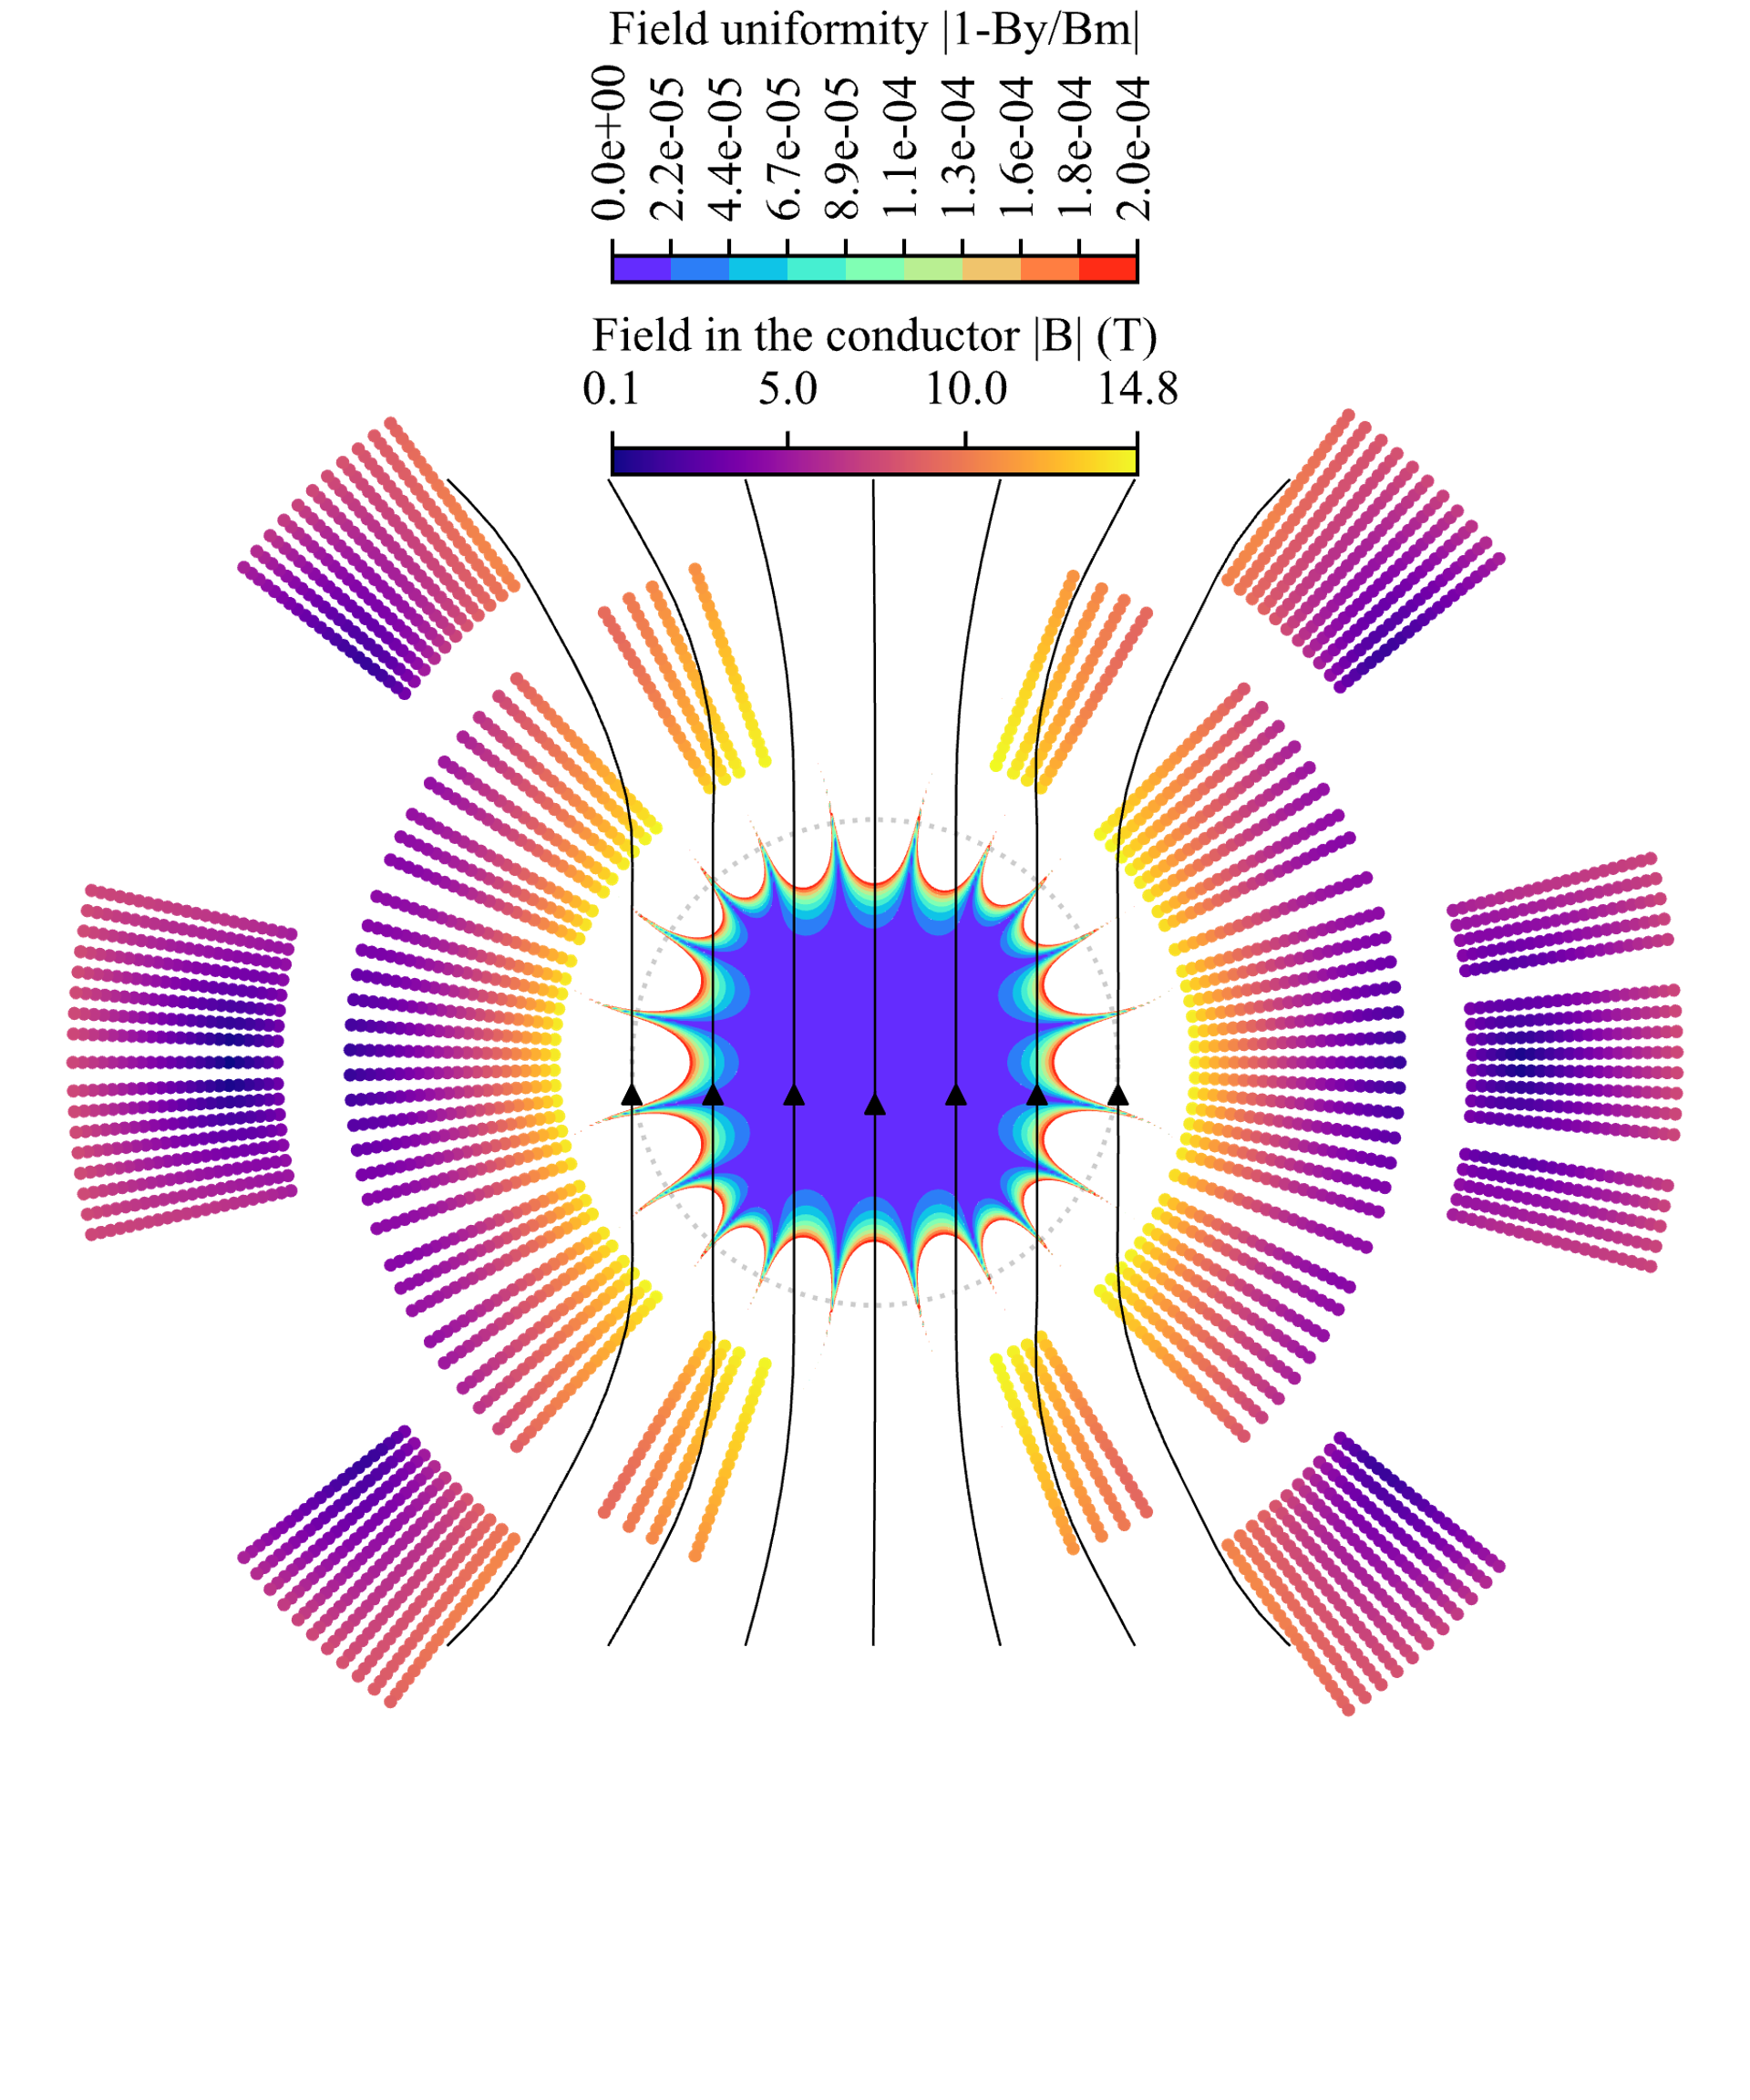 Field uniformity |1-By/Bm|
0.0e+00
2.2e-05
4.4e-05
6.7e-05
8.9e-05
1.1e-04
1.3e-04
1.6e-04
1.8e-04
2.0e-04
Field in the conductor |B| (T)
0.1 5.0 10.0 14.8